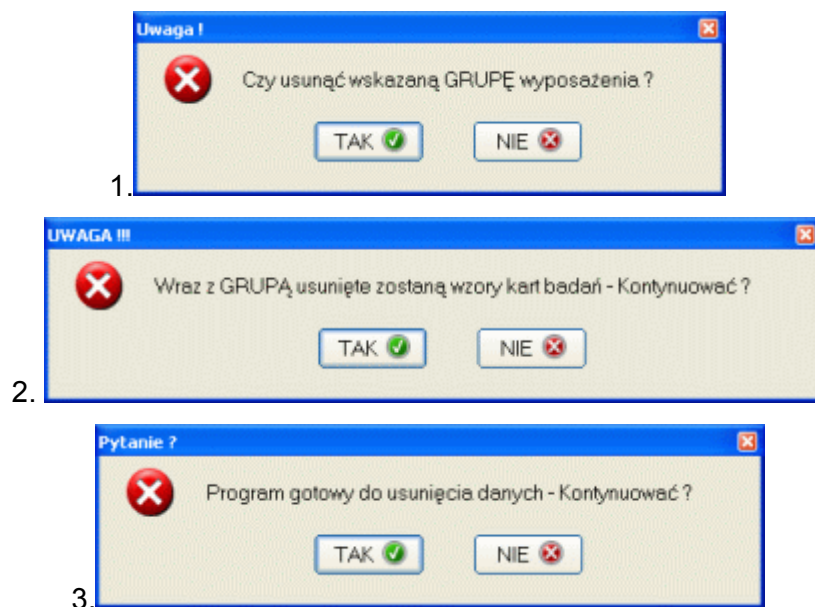 Uwaga !
Czy usunąć wskazaną GRUPĘ wyposażenia ?
TAK NIE
1.
UWAGA !!!
Wraz z GRUPĄ usunięte zostaną wzory kart badań - Kontynuować ?
TAK NIE
2.
Pytanie ?
Program gotowy do usunięcia danych - Kontynuować ?
TAK NIE
3.